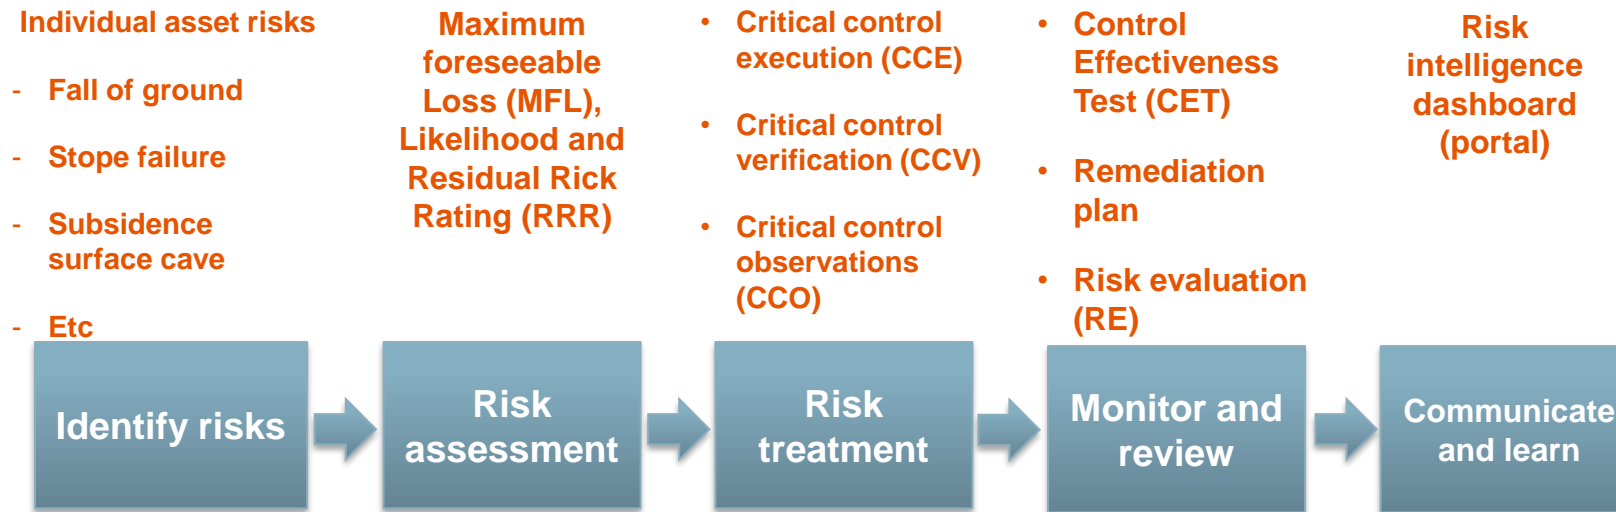 Individual asset risks
- Fall of ground
- Stope failure
- Subsidence
surface cave
- Etc
Maximum
foreseeable
Loss (MFL),
Likelihood and
Residual Rick
Rating (RRR)
• Critical control
execution (CCE)
• Critical control
verification (CCV)
• Critical control
observations
(CCO)
• Control
Effectiveness
Test (CET)
• Remediation
plan
• Risk evaluation
(RE)
Risk
intelligence
dashboard
(portal)
Identify risks
Risk
assessment
Risk
treatment
Monitor and
review
Communicate
and learn